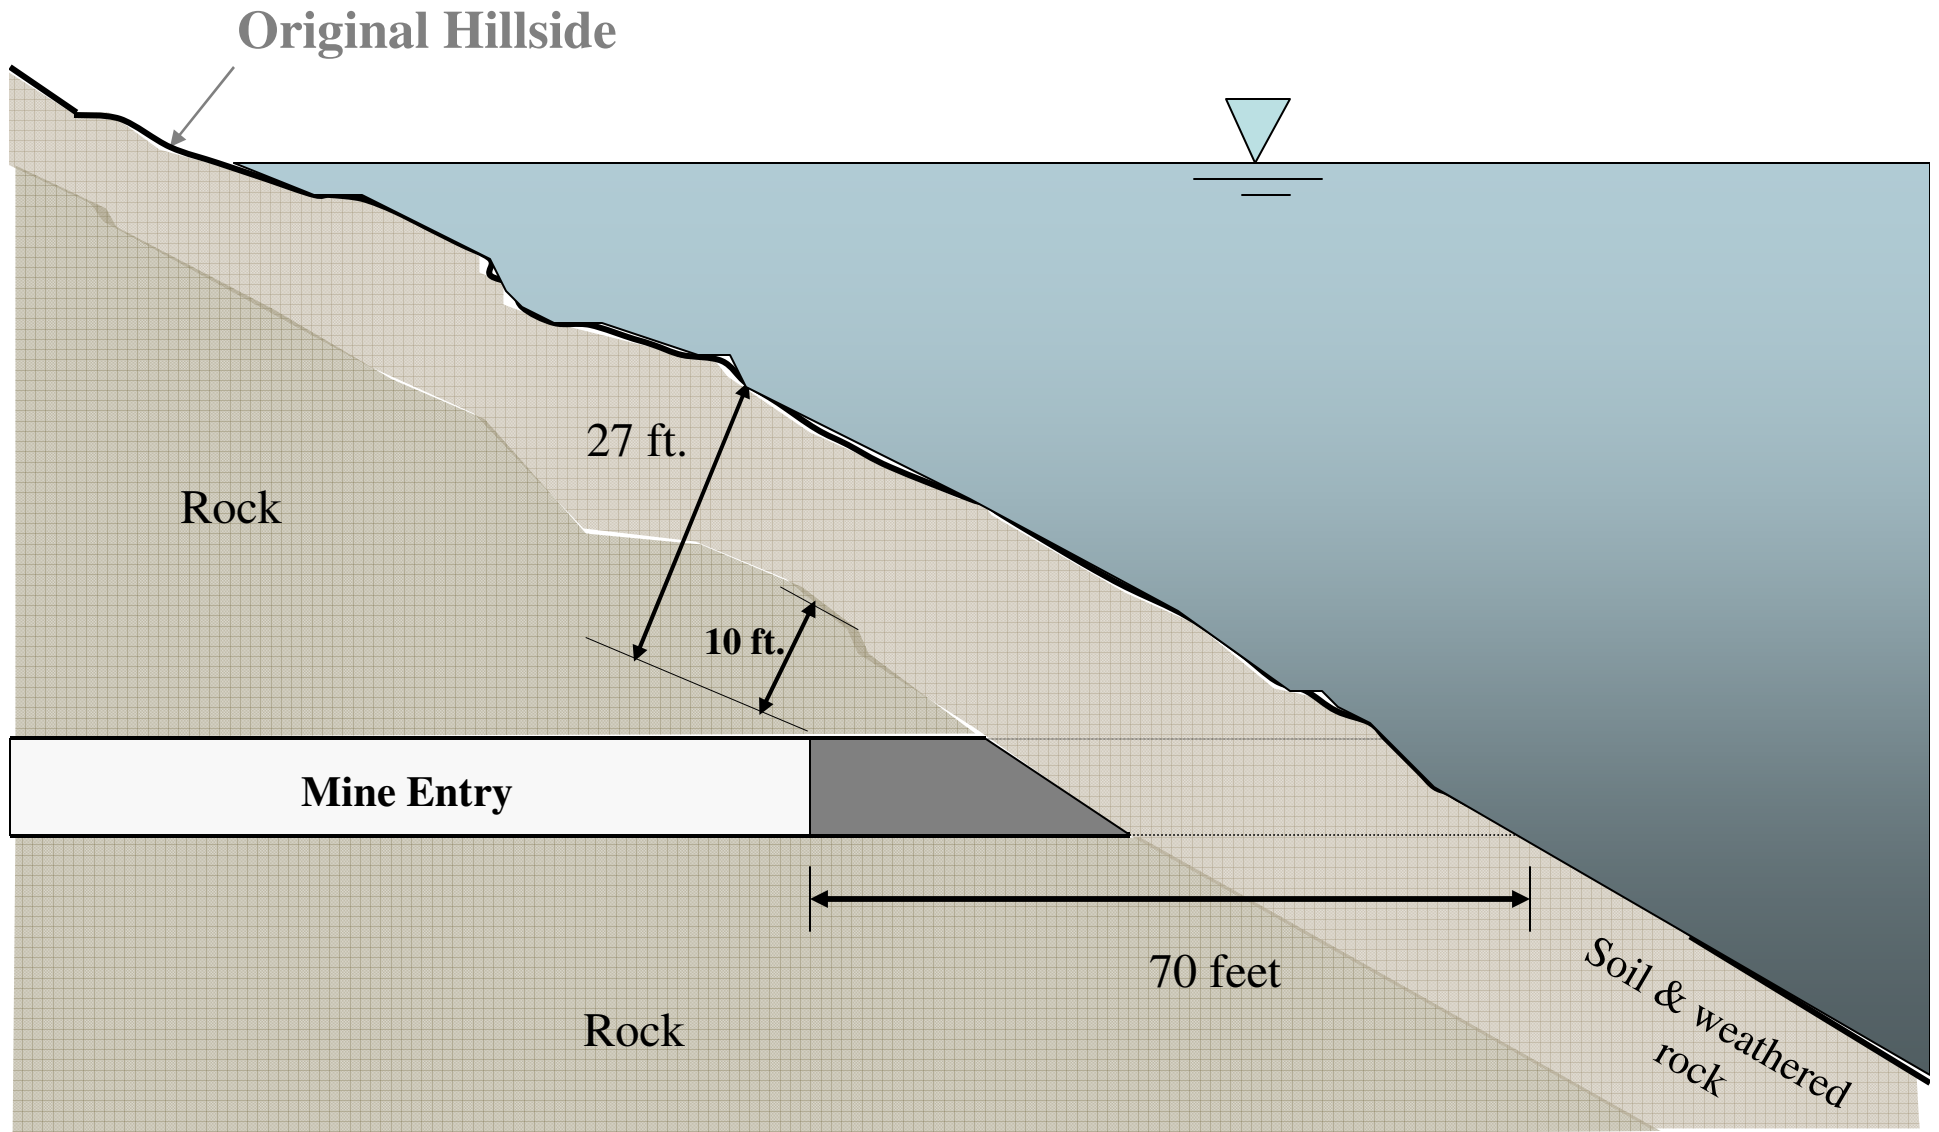 Original Hillside
27 ft.
Rock
10 ft.
Mine Entry
70 feet
Soil & weathered
rock
Rock